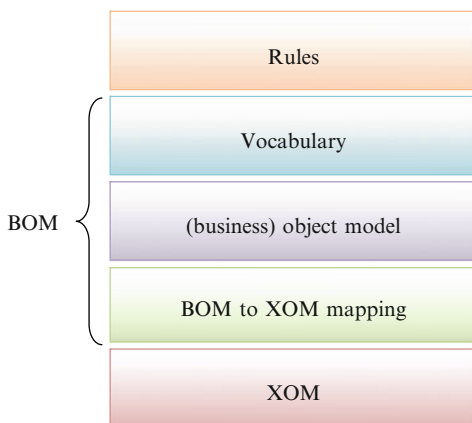 Rules
Vocabulary
BOM
(business) object model
BOM to XOM mapping
XOM